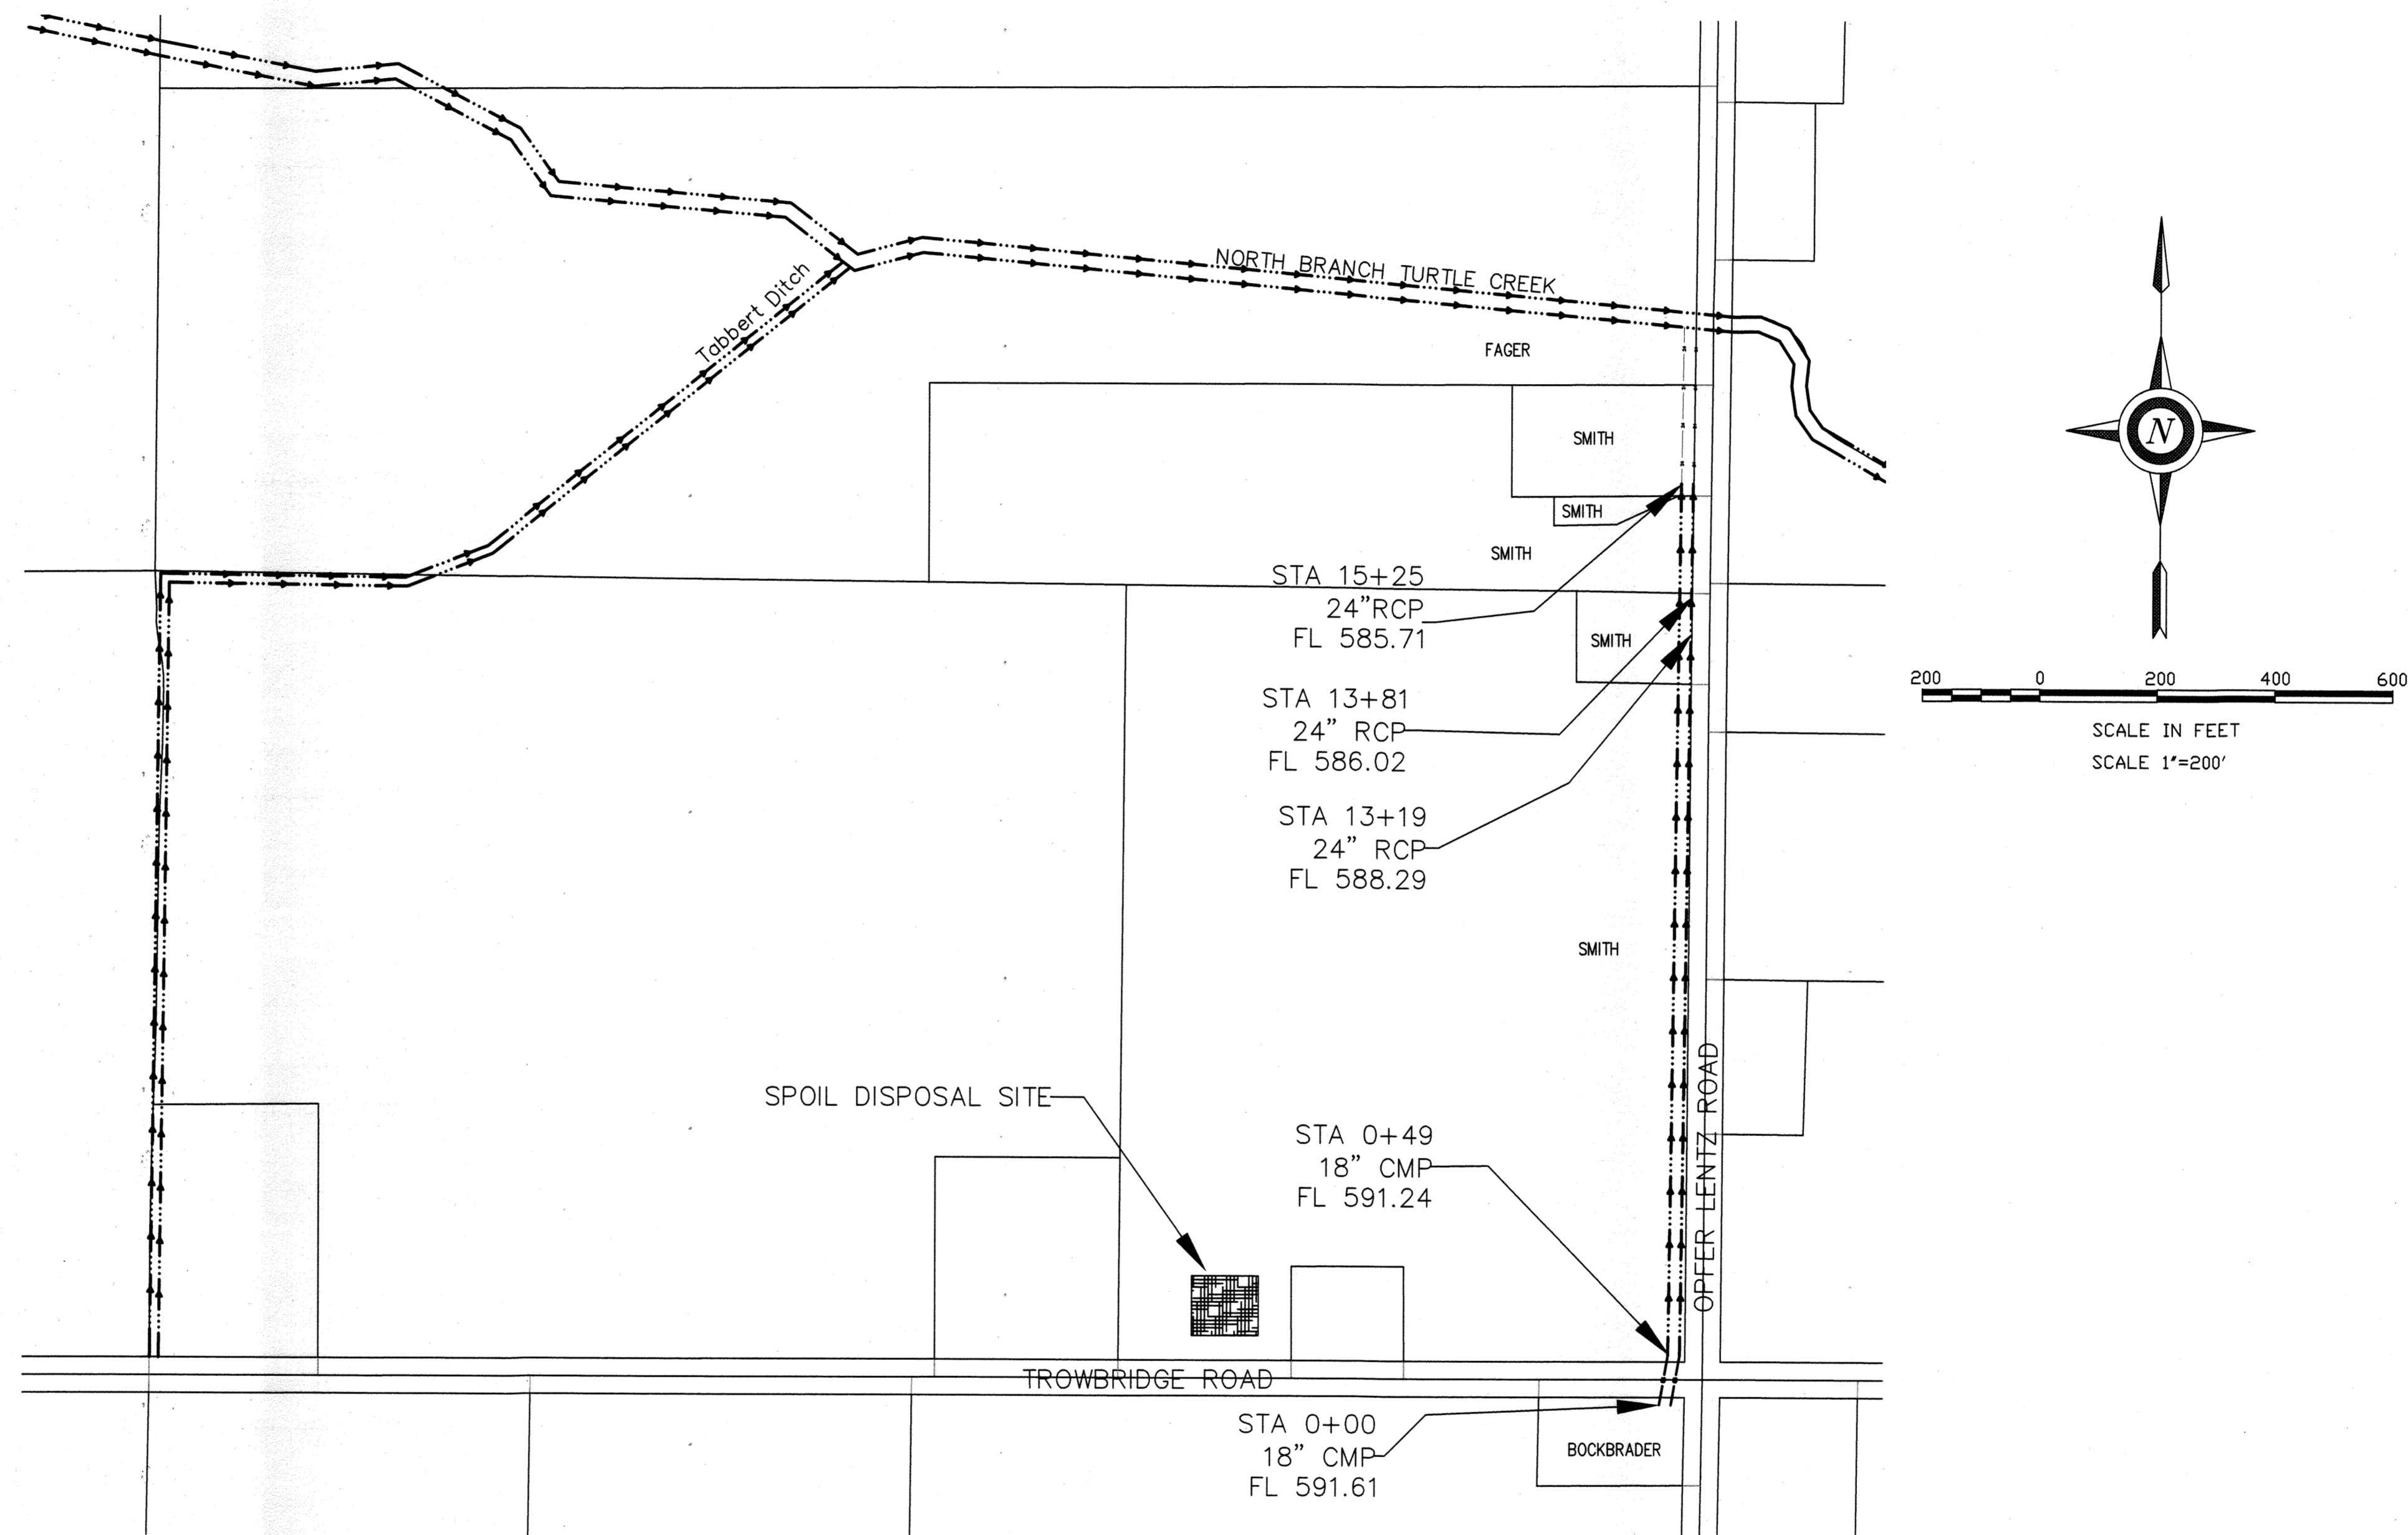 NORTH BRANCH TURTLE CREEK
Tabbert Ditch
FAGER
SMITH
SMITH
SMITH
STA 15+25
24"RCP
FL 585.71
SMITH
STA 13+81
24" RCP
FL 586.02
STA 13+19
24" RCP
FL 588.29
SMITH
SPOIL DISPOSAL SITE
STA 0+49
18" CMP
FL 591.24
OPFER LENTZ ROAD
TROWBRIDGE ROAD
STA 0+00
18" CMP
FL 591.61
BOCKBRADER
N
200 0 200 400 600
SCALE IN FEET
SCALE 1"=200'